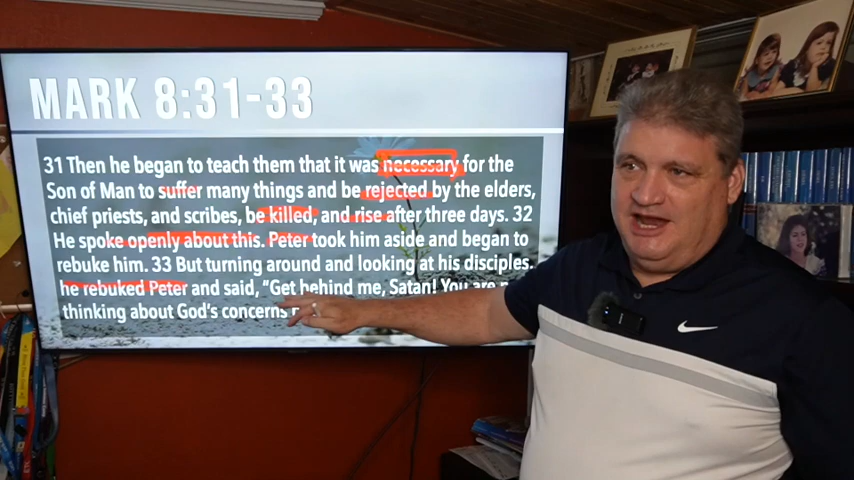 MARK 8:31-33
31 Then he began to teach them that it was necessary for the
Son of Man to suffer many things and be rejected by the elders,
chief priests, and scribes, be killed, and rise after three days. 32
He spoke openly about this. Peter took him aside and began to
rebuke him. 33 But turning around and looking at his disciples,
he rebuked Peter and said, “Get behind me, Satan! You are
thinking about God’s concerns